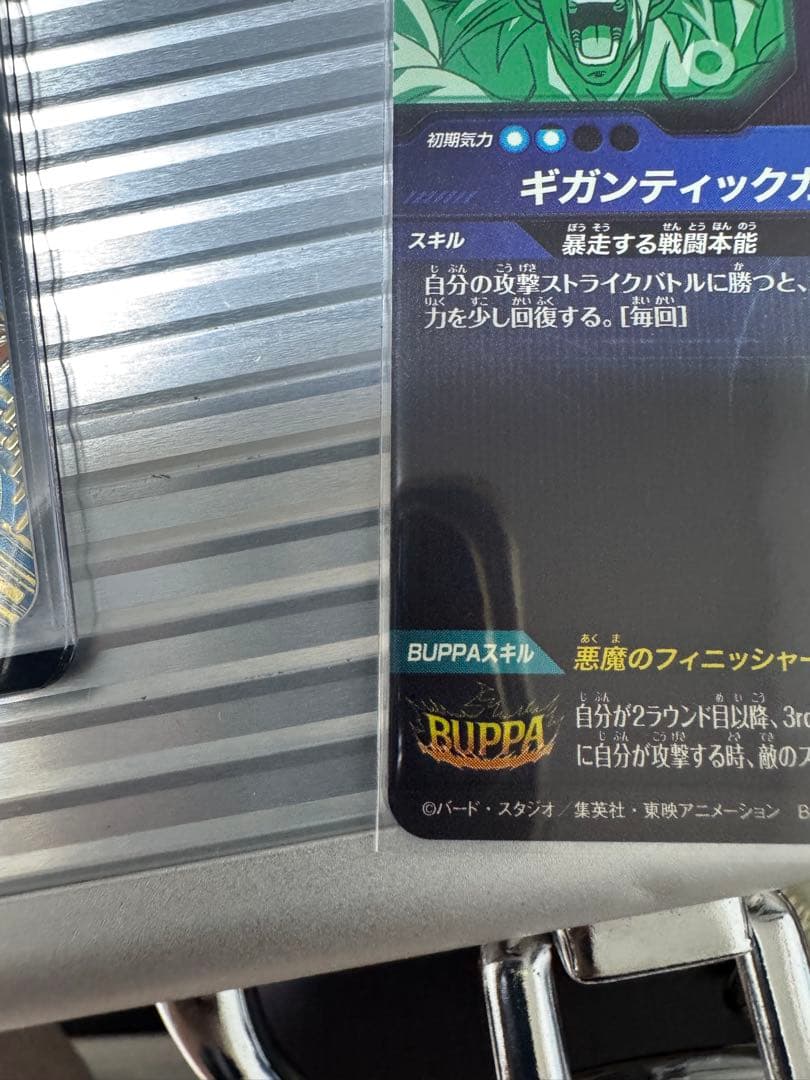 NO
初期気力
ギガンティックカ
スキル
暴走する戦闘本能
自分の攻撃ストライクバトルに勝つと、
力を少し回復する。[毎回]
BUPPAスキル
悪魔のフィニッシャー
BUPPA
自分が2ラウンド目以降、3rd
に自分が攻撃する時、敵のス
©バード・スタジオ／集英社・東映アニメーション B